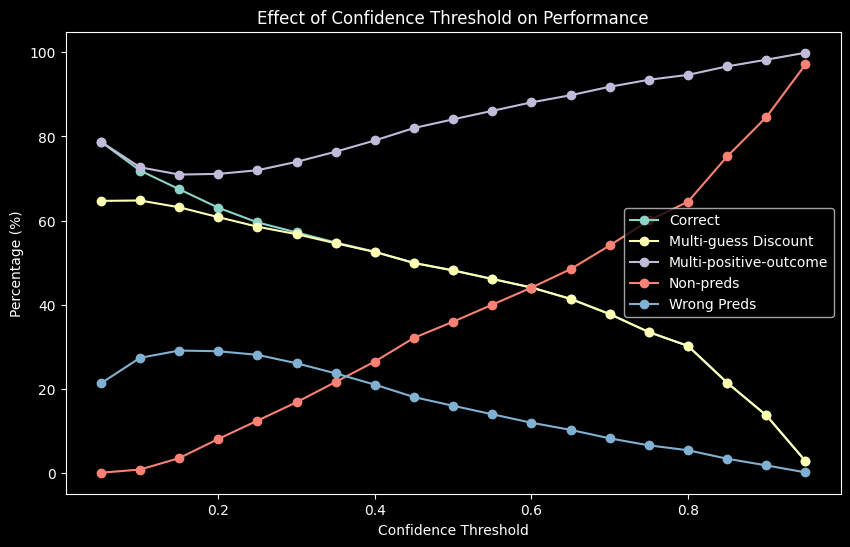 Effect of Confidence Threshold on Performance
100
80
60
40
20
0
Percentage (%)
Correct
Multi-guess Discount
Multi-positive-outcome
Non-preds
Wrong Preds
0.2 0.4 0.6 0.8
Confidence Threshold